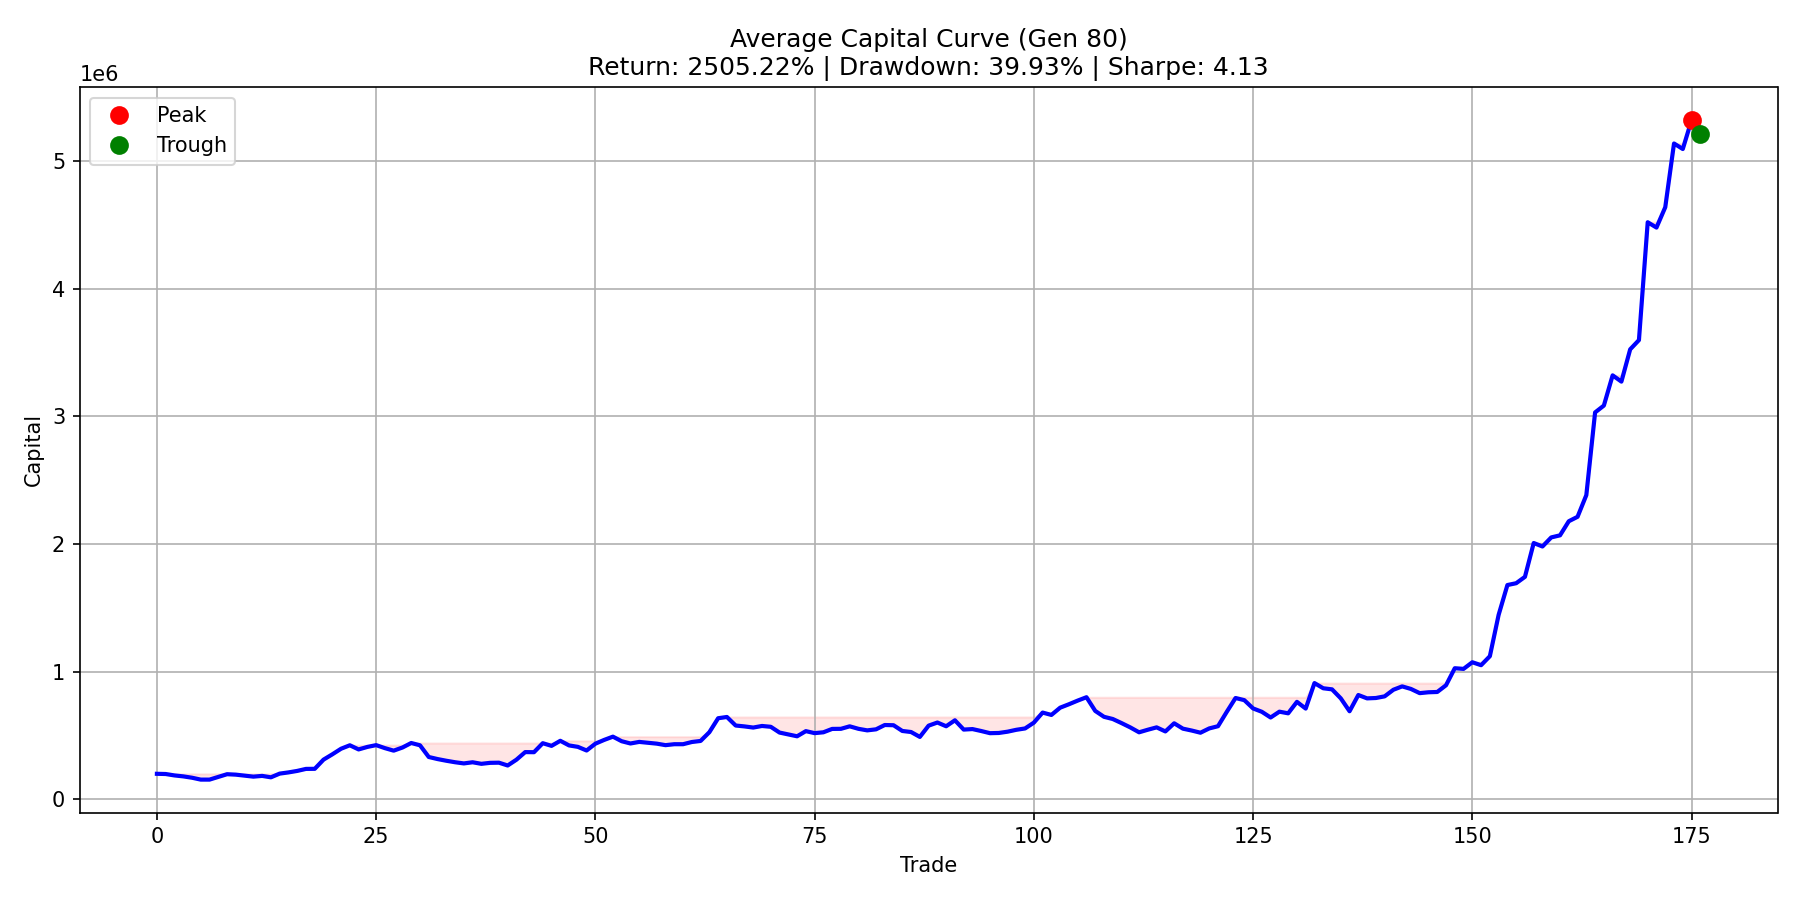 Average Capital Curve (Gen 80)
Return: 2505.22% | Drawdown: 39.93% | Sharpe: 4.13
1e6
Peak
Trough
5
4
3
2
1
0
Capital
0 25 50 75 100 125 150 175
Trade